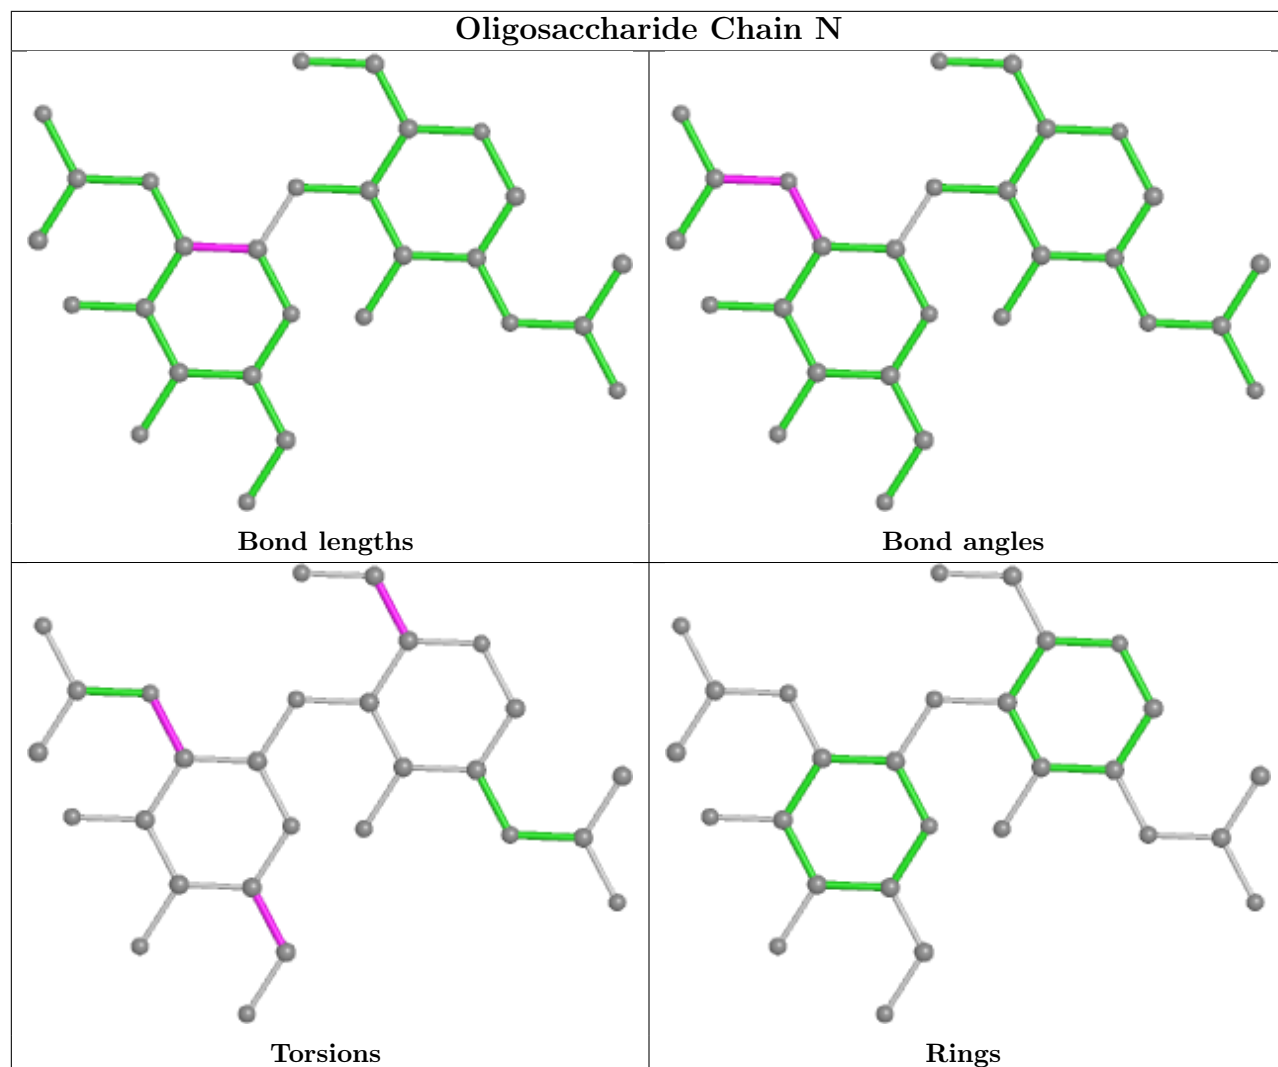 Oligosaccharide Chain N
Bond lengths
Bond angles
Torsions
Rings